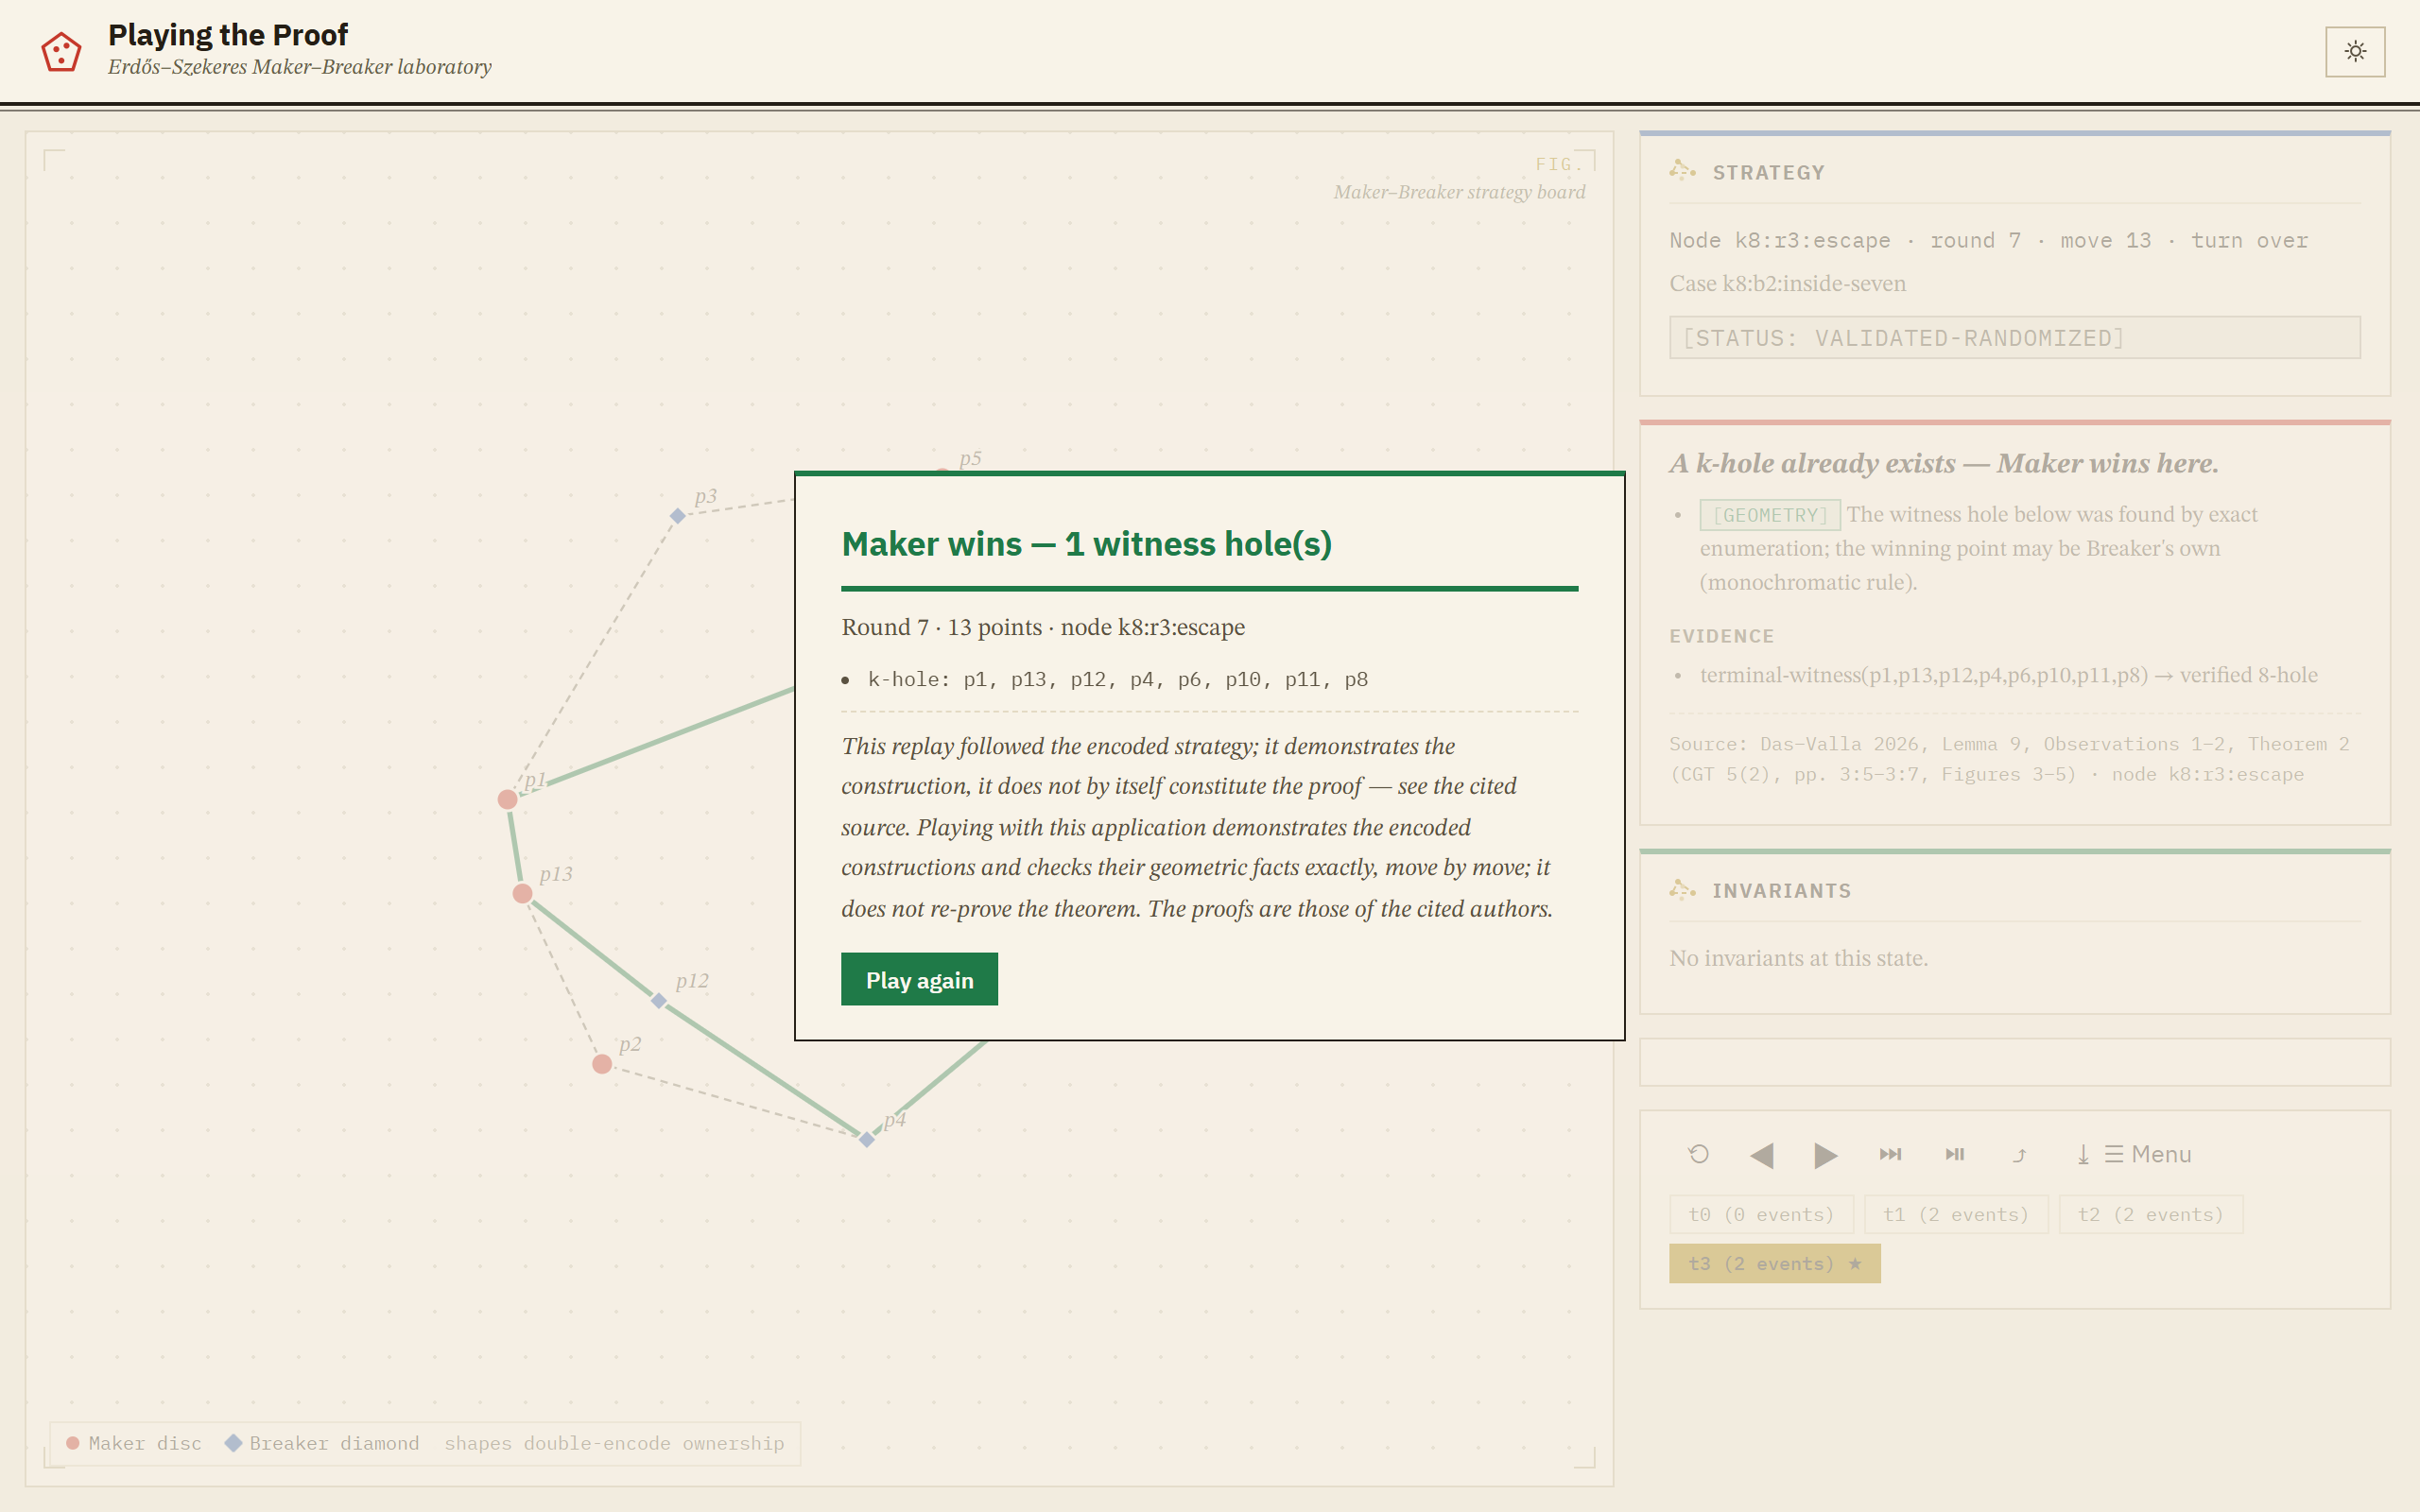 Playing the Proof
Erdős–Szekeres Maker–Breaker laboratory
FIG.
Maker–Breaker strategy board
p5
p3
p1
p13
p12
p2
p4
Maker wins — 1 witness hole(s)
Round 7 · 13 points · node k8:r3:escape
• k-hole: p1, p13, p12, p4, p6, p10, p11, p8
This replay followed the encoded strategy; it demonstrates the
construction, it does not by itself constitute the proof — see the cited
source. Playing with this application demonstrates the encoded
constructions and checks their geometric facts exactly, move by move; it
does not re-prove the theorem. The proofs are those of the cited authors.
Play again
Maker disc Breaker diamond shapes double-encode ownership
STRATEGY
Node k8:r3:escape · round 7 · move 13 · turn over
Case k8:b2:inside-seven
[STATUS: VALIDATED-RANDOMIZED]
A k-hole already exists — Maker wins here.
• [GEOMETRY] The witness hole below was found by exact
enumeration; the winning point may be Breaker's own
(monochromatic rule).
EVIDENCE
• terminal-witness(p1,p13,p12,p4,p6,p10,p11,p8) → verified 8-hole
Source: Das–Valla 2026, Lemma 9, Observations 1–2, Theorem 2
(CGT 5(2), pp. 3:5–3:7, Figures 3–5) · node k8:r3:escape
INVARIANTS
No invariants at this state.
☰ Menu
t0 (0 events) t1 (2 events) t2 (2 events)
t3 (2 events) ★